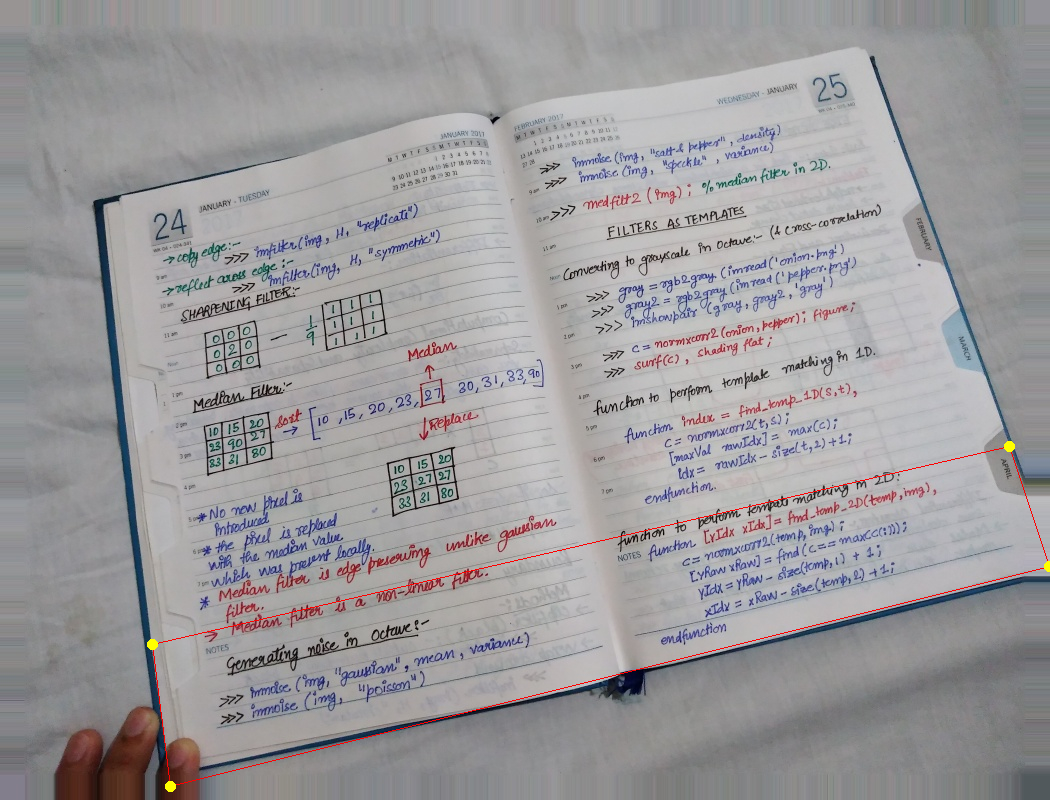 24
JANUARY - TUESDAY
JANUARY 2017
M T W T F S S
→ copy edge:-
>>> imfilter(img, H, "replicate")
→ reflect across edge:-
>>> imfilter(img, H, "symmetric")
SHARPENING FILTER:-
0 0 0
0 2 0
0 0 0
—
1/9
1 1 1
1 1 1
1 1 1
Median Filter:-
Median
10 15 20
23 90 27
33 31 80
Sort →
[10, 15, 20, 23, 27, 30, 31, 33, 90]
Replace
10 15 20
23 27 27
33 31 80
* No new pixel is
introduced
* the pixel is replaced
with the median value
which was present locally.
* Median filter is edge preserving unlike gaussian
filter.
→ Median filter is a non-linear filter.
NOTES
Generating noise in Octave:-
>>> imnoise (img, "gaussian", mean, variance)
>>> imnoise (img, "poisson")
25
WEDNESDAY - JANUARY
FEBRUARY 2017
M T W T F S S
>>> imnoise (img, "salt & pepper", density)
>>> imnoise (img, "speckle", variance)
>>> medfilt2 (img); % median filter in 2D.
FILTERS AS TEMPLATES
Converting to grayscale in Octave:- (& cross-correlation)
>>> gray = rgb2gray (imread('onion.png')
>>> gray2 = rgb2gray (imread('pepper.png')
>>> imshowpair (gray, gray2, 'gray')
>>> c = normxcorr2 (onion, pepper); figure;
>>> surf(c), shading flat;
function to perform template matching in 1D.
function index = find_temp_1D(s,t),
c = normxcorr2(t,s);
[maxVal rawIdx] = max(c);
idx = rawIdx - size(t,2)+1;
endfunction.
function to perform template matching in 2D:
NOTES
function [yIdx xIdx] = find_temp_2D(temp,img),
c = normxcorr2(temp, img);
[yRaw xRaw] = find(c == max(c(:)));
yIdx = yRaw - size(temp,1) + 1;
xIdx = xRaw - size(temp,2) + 1;
endfunction
FEBRUARY
MARCH
APRIL